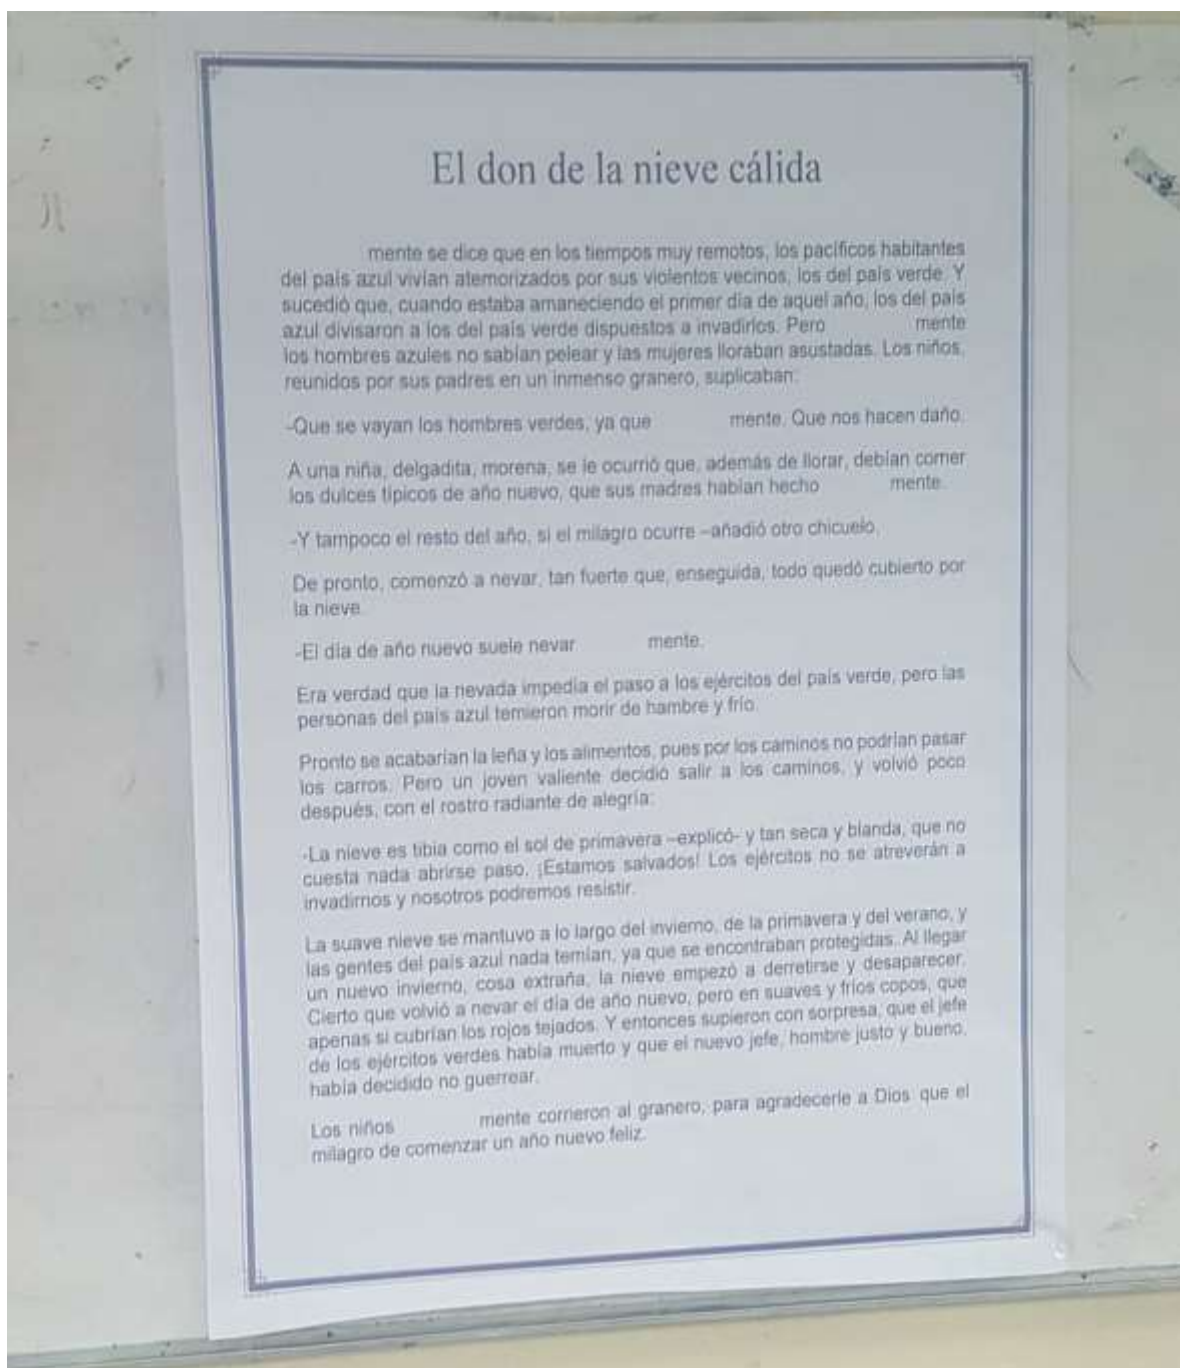 El don de la nieve cálida
mente se dice que en los tiempos muy remotos, los pacíficos habitantes
del país azul vivían atemorizados por sus violentos vecinos, los del país verde. Y
sucedió que, cuando estaba amaneciendo el primer día de aquel año, los del país
azul divisaron a los del país verde dispuestos a invadirlos. Pero mente
los hombres azules no sabían pelear y las mujeres lloraban asustadas. Los niños,
reunidos por sus padres en un inmenso granero, suplicaban:
-Que se vayan los hombres verdes, ya que mente. Que nos hacen daño.
A una niña, delgadita, morena, se le ocurrió que, además de llorar, debían comer
los dulces típicos de año nuevo, que sus madres habían hecho mente.
-Y tampoco el resto del año, si el milagro ocurre –añadió otro chicuelo.
De pronto, comenzó a nevar, tan fuerte que, enseguida, todo quedó cubierto por
la nieve.
-El día de año nuevo suele nevar mente.
Era verdad que la nevada impedía el paso a los ejércitos del país verde, pero las
personas del país azul temieron morir de hambre y frío.
Pronto se acabarían la leña y los alimentos, pues por los caminos no podrían pasar
los carros. Pero un joven valiente decidió salir a los caminos, y volvió poco
después, con el rostro radiante de alegría:
-La nieve es tibia como el sol de primavera –explicó- y tan seca y blanda, que no
cuesta nada abrirse paso. ¡Estamos salvados! Los ejércitos no se atreverán a
invadirnos y nosotros podremos resistir.
La suave nieve se mantuvo a lo largo del invierno, de la primavera y del verano, y
las gentes del país azul nada temían, ya que se encontraban protegidas. Al llegar
un nuevo invierno, cosa extraña, la nieve empezó a derretirse y desaparecer.
Cierto que volvió a nevar el día de año nuevo, pero en suaves y fríos copos, que
apenas si cubrían los rojos tejados. Y entonces supieron con sorpresa, que el jefe
de los ejércitos verdes había muerto y que el nuevo jefe, hombre justo y bueno,
había decidido no guerrear.
Los niños mente corrieron al granero, para agradecerle a Dios que el
milagro de comenzar un año nuevo feliz.